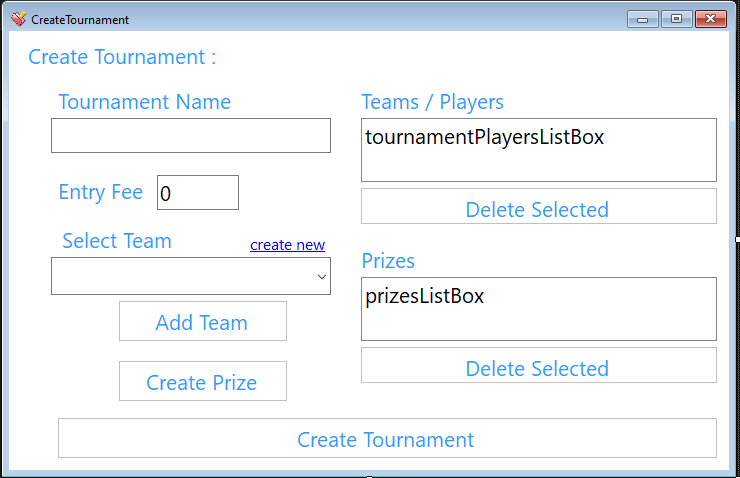 CreateTournament
Create Tournament :
Tournament Name
Entry Fee 0
Select Team create new
Add Team
Create Prize
Teams / Players
tournamentPlayersListBox
Delete Selected
Prizes
prizesListBox
Delete Selected
Create Tournament